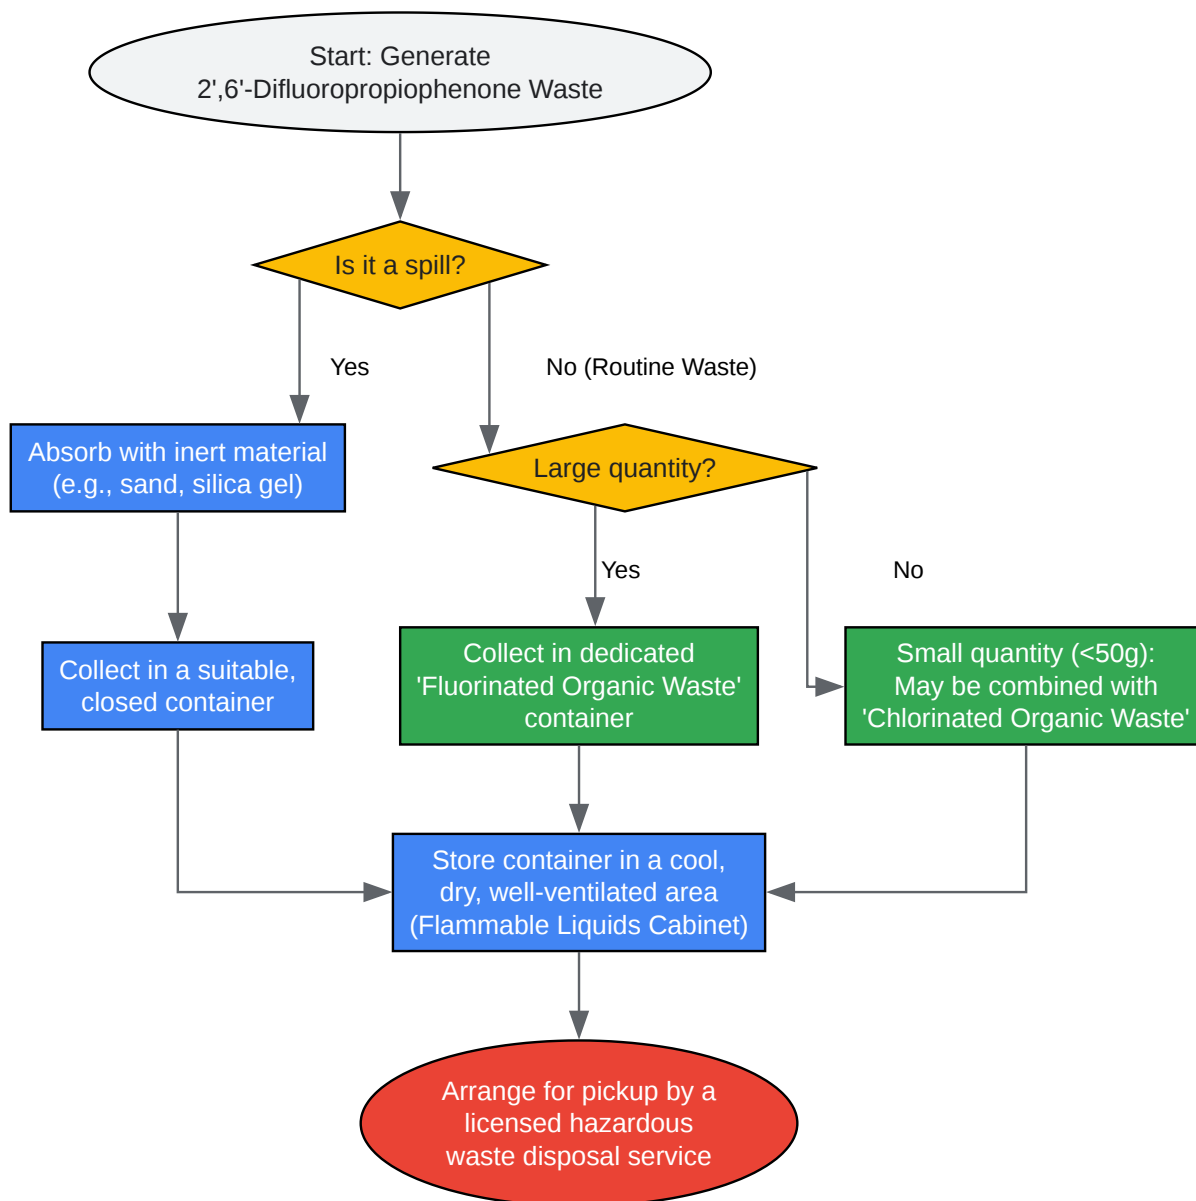 Start: Generate
2',6'-Difluoropropiophenone Waste
Is it a spill?
Yes
No (Routine Waste)
Absorb with inert material
(e.g., sand, silica gel)
Large quantity?
Yes
No
Collect in a suitable,
closed container
Collect in dedicated
'Fluorinated Organic Waste'
container
Small quantity (<50g):
May be combined with
'Chlorinated Organic Waste'
Store container in a cool,
dry, well-ventilated area
(Flammable Liquids Cabinet)
Arrange for pickup by a
licensed hazardous
waste disposal service